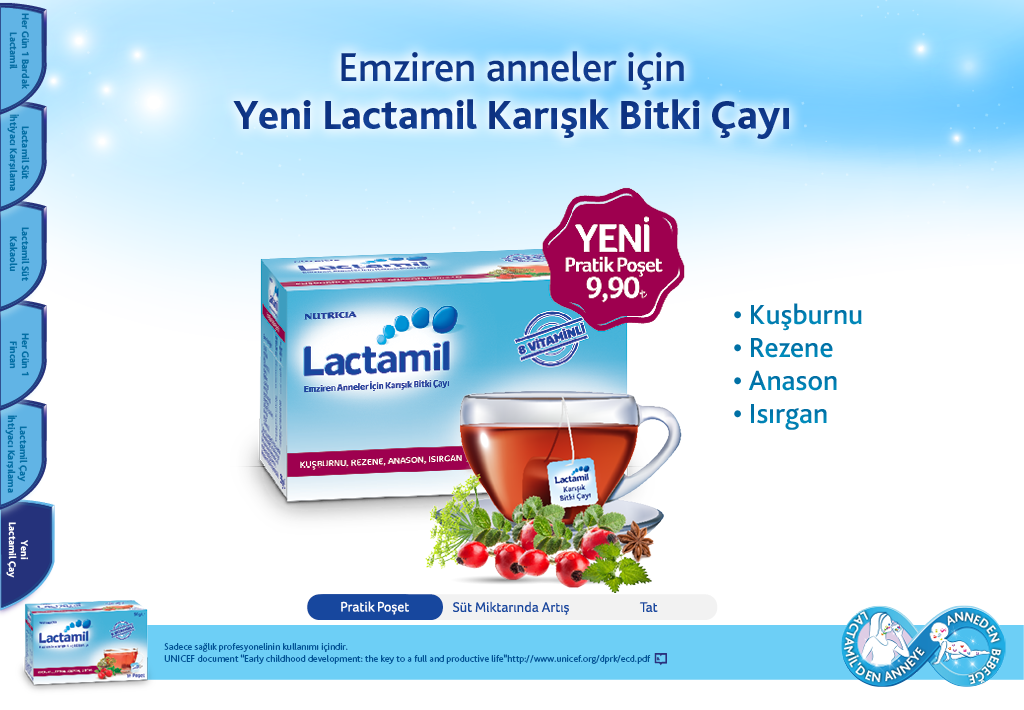 Her Gün 1 Bardak
Lactamil
Lactamil Süt
İhtiyacı Karşılama
Lactamil Süt
Kakaolu
Her Gün 1
Fincan
Lactamil Çay
İhtiyacı Karşılama
Yeni
Lactamil Çay
Emziren anneler için
Yeni Lactamil Karışık Bitki Çayı
YENİ
Pratik Poşet
9,90₺
Lactamil
NUTRICIA
Lactamil
Emziren Anneler İçin Karışık Bitki Çayı
8 VİTAMİNLİ
KUŞBURNU, REZENE, ANASON, ISIRGAN
Lactamil
Karışık
Bitki Çayı
• Kuşburnu
• Rezene
• Anason
• Isırgan
Pratik Poşet
Süt Miktarında Artış
Tat
Lactamil
Sadece sağlık profesyonelinin kullanımı içindir.
UNICEF document "Early childhood development: the key to a full and productive life"http://www.unicef.org/dprk/ecd.pdf
LACTAMİL'DEN ANNEYE
ANNEDEN BEBEĞE